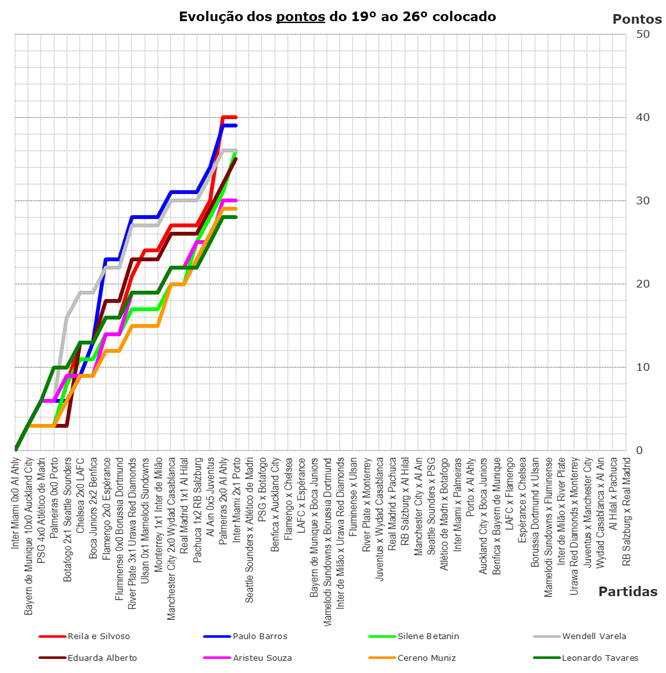 Evolução dos pontos do 19º ao 26º colocado
Pontos
50
40
30
20
10
0
Inter Miami 0x0 Al Ahly
Bayern de Munique 10x0 Auckland City
PSG 4x0 Atlético de Madri
Palmeiras 0x0 Porto
Botafogo 2x1 Seattle Sounders
Chelsea 2x0 LAFC
Boca Juniors 2x2 Benfica
Flamengo 2x0 Espérance
Fluminense 0x0 Borussia Dortmund
River Plate 3x1 Urawa Red Diamonds
Ulsan 0x1 Mamelodi Sundowns
Monterrey 1x1 Inter de Milão
Manchester City 2x0 Wydad Casablanca
Real Madrid 1x1 Al Hilal
Pachuca 1x2 RB Salzburg
Al Ain 0x5 Juventus
Palmeiras 2x0 Al Ahly
Inter Miami 2x1 Porto
Seattle Sounders x Atlético de Madri
PSG x Botafogo
Benfica x Auckland City
Flamengo x Chelsea
LAFC x Espérance
Bayern de Munique x Boca Juniors
Mamelodi Sundowns x Borussia Dortmund
Inter de Milão x Urawa Red Diamonds
Fluminense x Ulsan
River Plate x Monterrey
Juventus x Wydad Casablanca
Real Madrid x Pachuca
RB Salzburg x Al Hilal
Manchester City x Al Ain
Seattle Sounders x PSG
Atlético de Madri x Botafogo
Inter Miami x Palmeiras
Porto x Al Ahly
Auckland City x Boca Juniors
Benfica x Bayern de Munique
LAFC x Flamengo
Espérance x Chelsea
Borussia Dortmund x Ulsan
Mamelodi Sundowns x Fluminense
Inter de Milão x River Plate
Urawa Red Diamonds x Monterrey
Juventus x Manchester City
Wydad Casablanca x Al Ain
Al Hilal x Pachuca
RB Salzburg x Real Madrid
Partidas
Reila e Silvoso
Paulo Barros
Silene Betanin
Wendell Varela
Eduarda Alberto
Aristeu Souza
Cereno Muniz
Leonardo Tavares